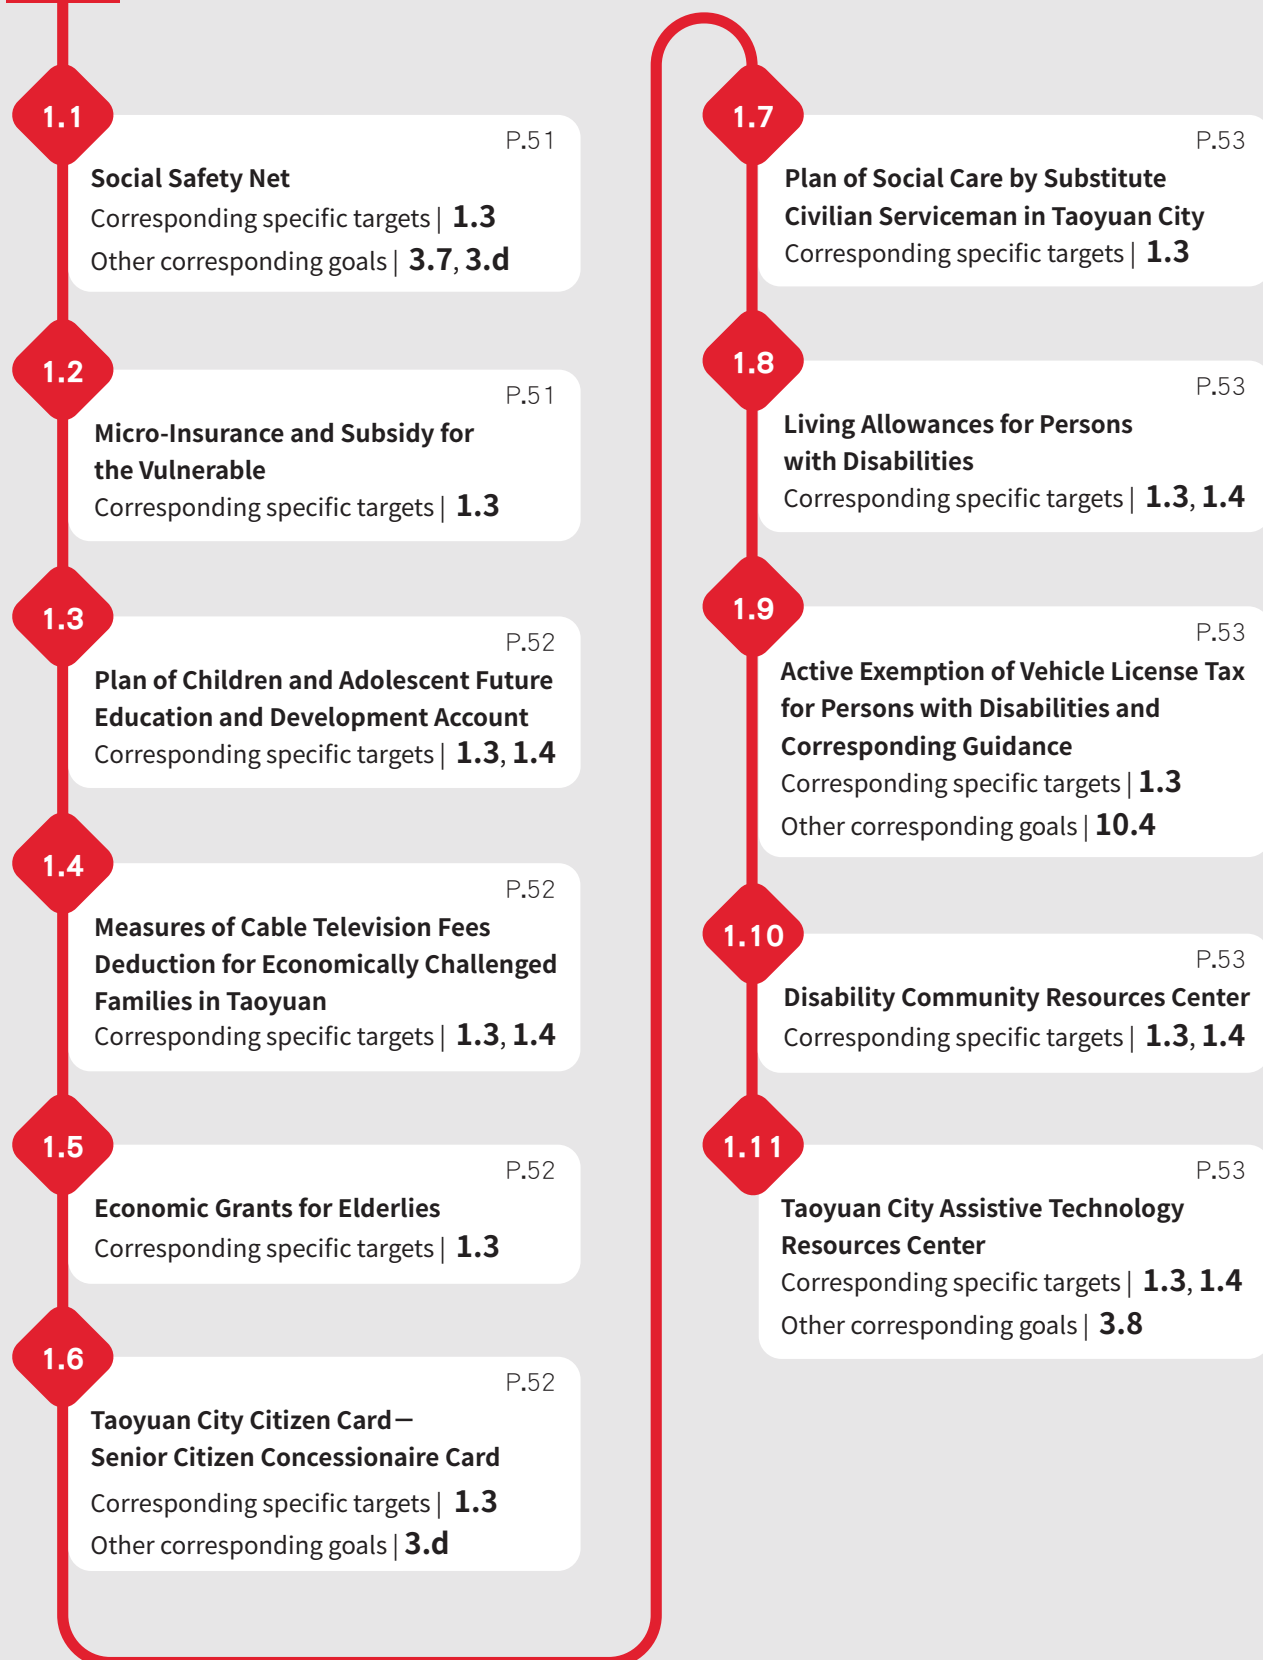 1.1
P.51
Social Safety Net
Corresponding specific targets | 1.3
Other corresponding goals | 3.7, 3.d
1.2
P.51
Micro-Insurance and Subsidy for
the Vulnerable
Corresponding specific targets | 1.3
1.3
P.52
Plan of Children and Adolescent Future
Education and Development Account
Corresponding specific targets | 1.3, 1.4
1.4
P.52
Measures of Cable Television Fees
Deduction for Economically Challenged
Families in Taoyuan
Corresponding specific targets | 1.3, 1.4
1.5
P.52
Economic Grants for Elderlies
Corresponding specific targets | 1.3
1.6
P.52
Taoyuan City Citizen Card－
Senior Citizen Concessionaire Card
Corresponding specific targets | 1.3
Other corresponding goals | 3.d
1.7
P.53
Plan of Social Care by Substitute
Civilian Serviceman in Taoyuan City
Corresponding specific targets | 1.3
1.8
P.53
Living Allowances for Persons
with Disabilities
Corresponding specific targets | 1.3, 1.4
1.9
P.53
Active Exemption of Vehicle License Tax
for Persons with Disabilities and
Corresponding Guidance
Corresponding specific targets | 1.3
Other corresponding goals | 10.4
1.10
P.53
Disability Community Resources Center
Corresponding specific targets | 1.3, 1.4
1.11
P.53
Taoyuan City Assistive Technology
Resources Center
Corresponding specific targets | 1.3, 1.4
Other corresponding goals | 3.8